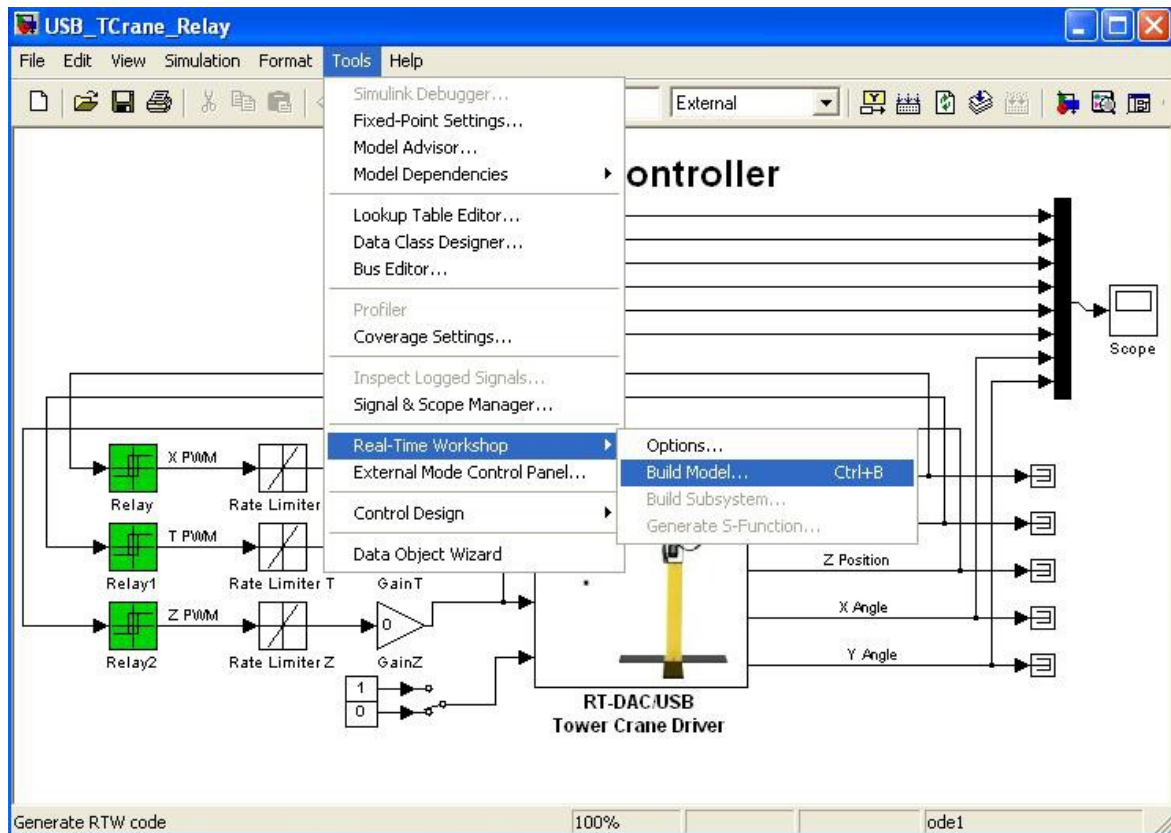 USB_TCrane_Relay
File Edit View Simulation Format Tools Help
External
Simulink Debugger...
Fixed-Point Settings...
Model Advisor...
Model Dependencies
Lookup Table Editor...
Data Class Designer...
Bus Editor...
Profiler
Coverage Settings...
Inspect Logged Signals...
Signal & Scope Manager...
Real-Time Workshop
External Mode Control Panel...
Control Design
Data Object Wizard
Options...
Build Model... Ctrl+B
Build Subsystem...
Generate S-Function...
ontroller
Scope
X PWM
Relay
Rate Limiter
T PWM
Relay1
Rate Limiter T
GainT
Z PWM
Relay2
Rate Limiter Z
0
GainZ
1
0
Z Position
X Angle
Y Angle
RT-DAC/USB
Tower Crane Driver
Generate RTW code
100%
ode1